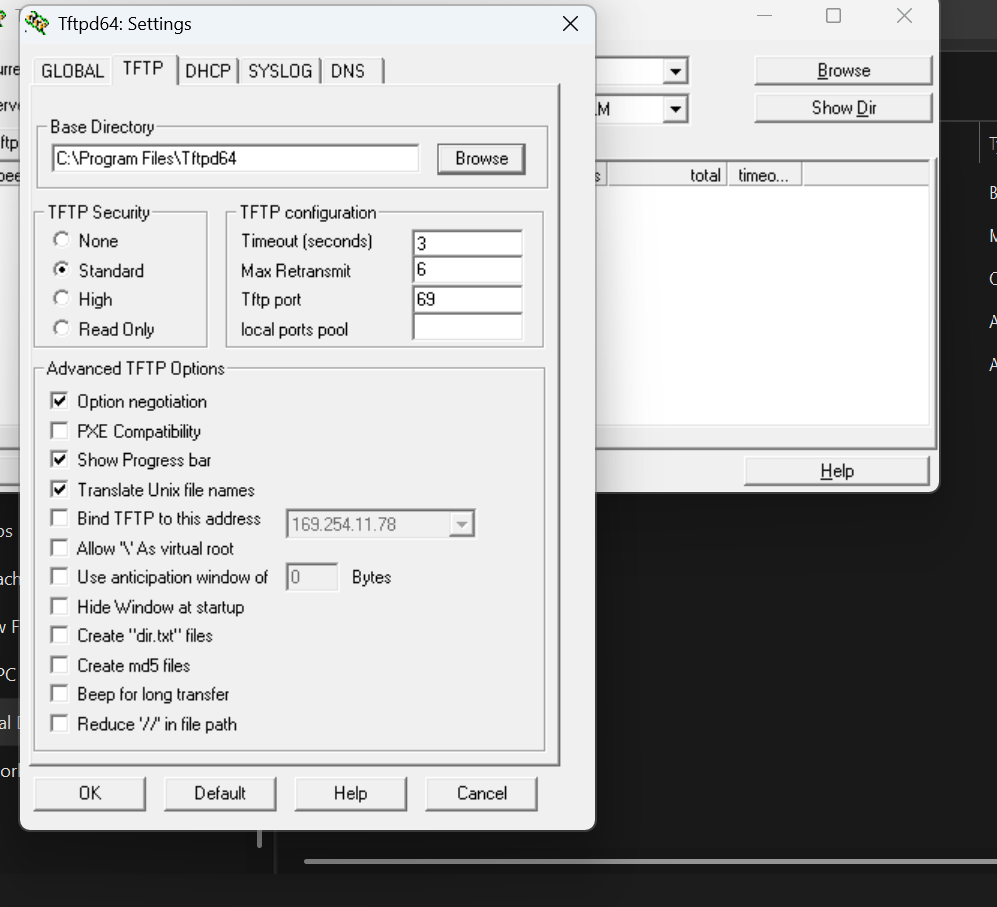 Tftpd64: Settings
GLOBAL TFTP DHCP SYSLOG DNS
Browse
.M Show Dir
Base Directory
C:\Program Files\Tftpd64 Browse
s total timeo...
TFTP Security
None
Standard
High
Read Only
TFTP configuration
Timeout (seconds) 3
Max Retransmit 6
Tftp port 69
local ports pool
Advanced TFTP Options
Option negotiation
PXE Compatibility
Show Progress bar
Translate Unix file names
Bind TFTP to this address 169.254.11.78
Allow '\' As virtual root
Use anticipation window of 0 Bytes
Hide Window at startup
Create "dir.txt" files
Create md5 files
Beep for long transfer
Reduce '//' in file path
OK Default Help Cancel
Help